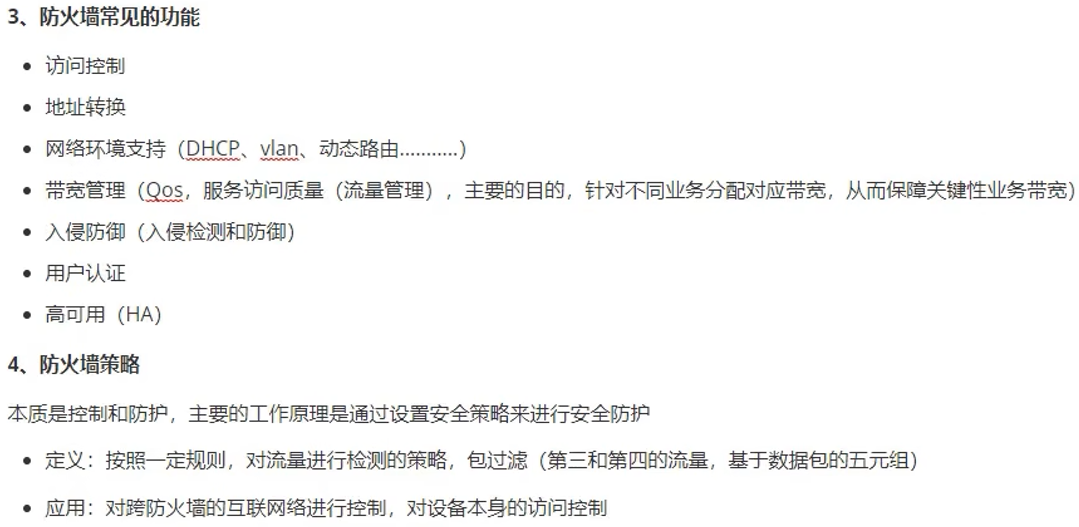 3、防火墙常见的功能
• 访问控制
• 地址转换
• 网络环境支持（DHCP、vlan、动态路由...........）
• 带宽管理（Qos，服务访问质量（流量管理），主要的目的，针对不同业务分配对应带宽，从而保障关键性业务带宽）
• 入侵防御（入侵检测和防御）
• 用户认证
• 高可用（HA）
4、防火墙策略
本质是控制和防护，主要的工作原理是通过设置安全策略来进行安全防护
• 定义：按照一定规则，对流量进行检测的策略，包过滤（第三和第四的流量，基于数据包的五元组）
• 应用：对跨防火墙的互联网络进行控制，对设备本身的访问控制